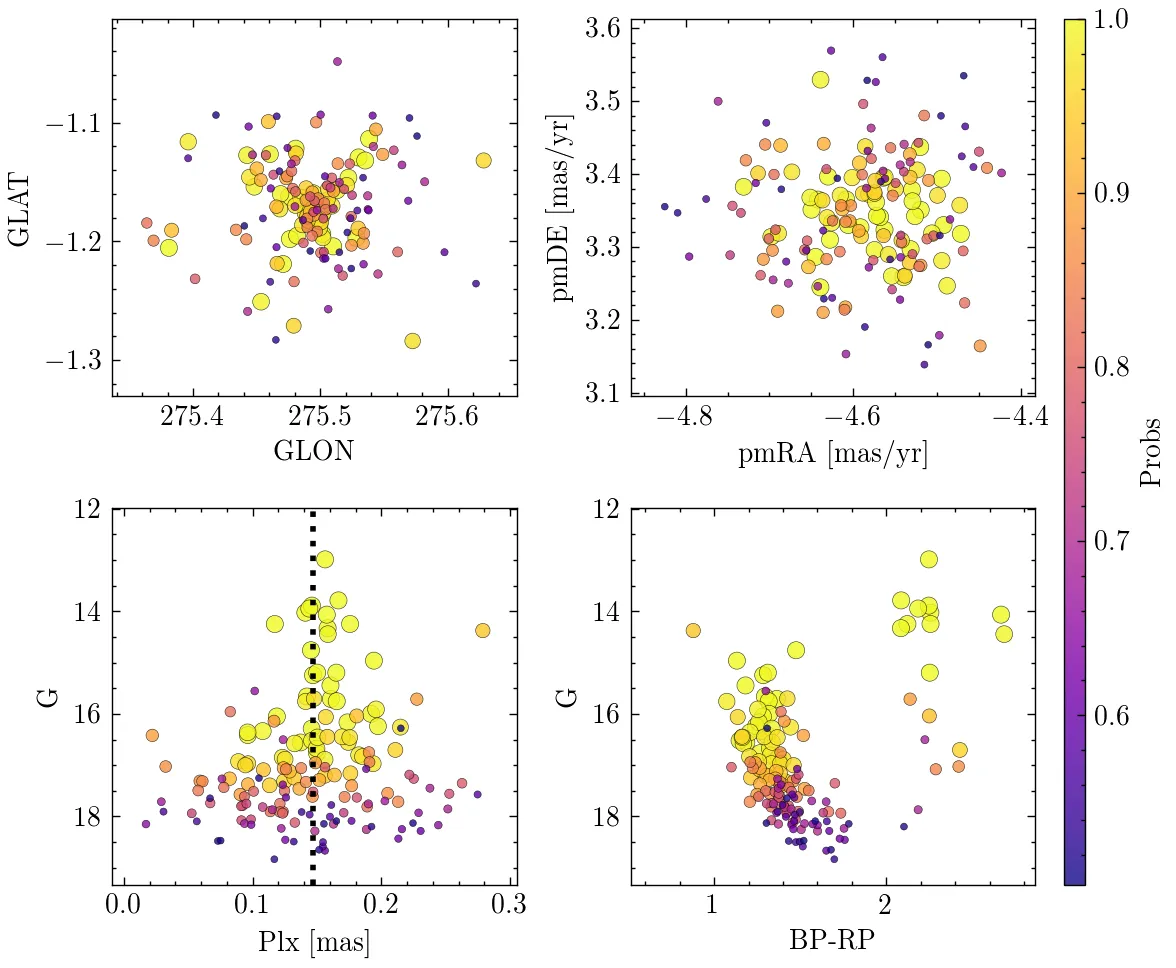 −1.1
−1.2
−1.3
GLAT
275.4 275.5 275.6
GLON
3.6
3.5
3.4
3.3
3.2
3.1
pmDE [mas/yr]
−4.8 −4.6 −4.4
pmRA [mas/yr]
12
14
16
18
G
0.0 0.1 0.2 0.3
Plx [mas]
12
14
16
18
G
1 2
BP-RP
1.0
0.9
0.8
0.7
0.6
Probs